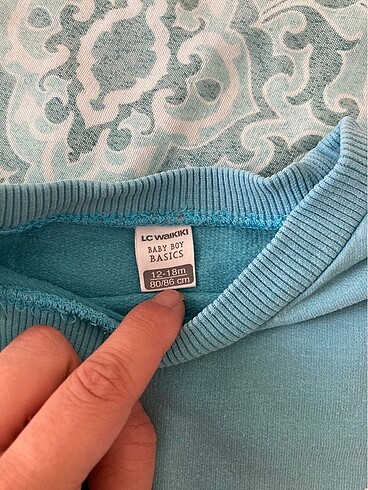 LC WAIKIKI
BABY BOY
BASICS
12-18m
80/86 cm